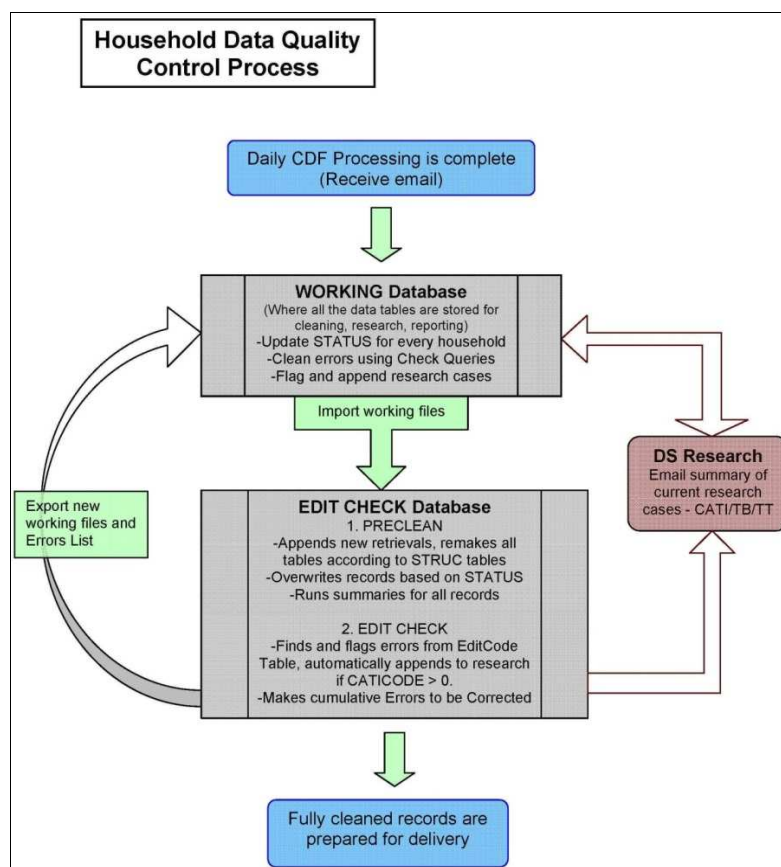 Household Data Quality
Control Process
Daily CDF Processing is complete
(Receive email)
WORKING Database
(Where all the data tables are stored for
cleaning, research, reporting)
-Update STATUS for every household
-Clean errors using Check Queries
-Flag and append research cases
Import working files
DS Research
Email summary of
current research
cases - CATI/TB/TT
Export new
working files and
Errors List
EDIT CHECK Database
1. PRECLEAN
-Appends new retrievals, remakes all
tables according to STRUC tables
-Overwrites records based on STATUS
-Runs summaries for all records
2. EDIT CHECK
-Finds and flags errors from EditCode
Table, automatically appends to research
if CATICODE > 0.
-Makes cumulative Errors to be Corrected
Fully cleaned records are
prepared for delivery